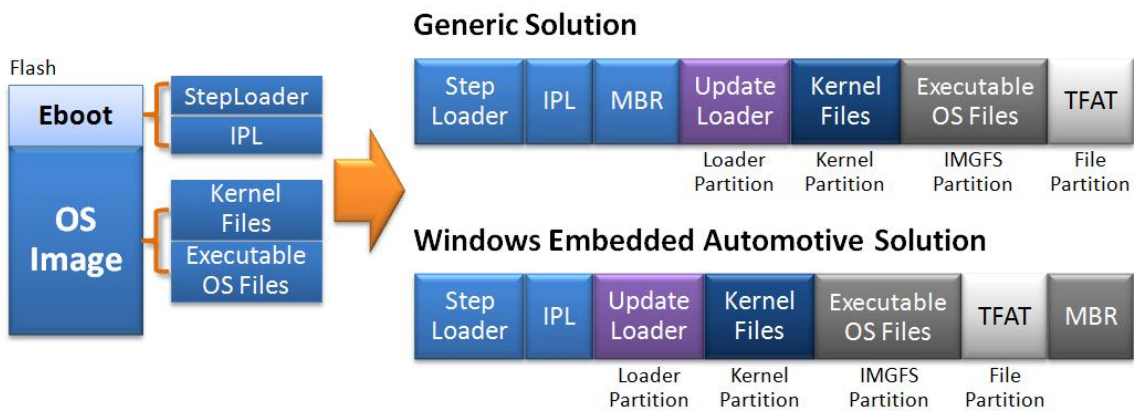 Flash
Eboot
StepLoader
IPL
OS
Image
Kernel
Files
Executable
OS Files
Generic Solution
Step
Loader
IPL
MBR
Update
Loader
Kernel
Files
Executable
OS Files
TFAT
Loader
Partition
Kernel
Partition
IMGFS
Partition
File
Partition
Windows Embedded Automotive Solution
Step
Loader
IPL
Update
Loader
Kernel
Files
Executable
OS Files
TFAT
MBR
Loader
Partition
Kernel
Partition
IMGFS
Partition
File
Partition